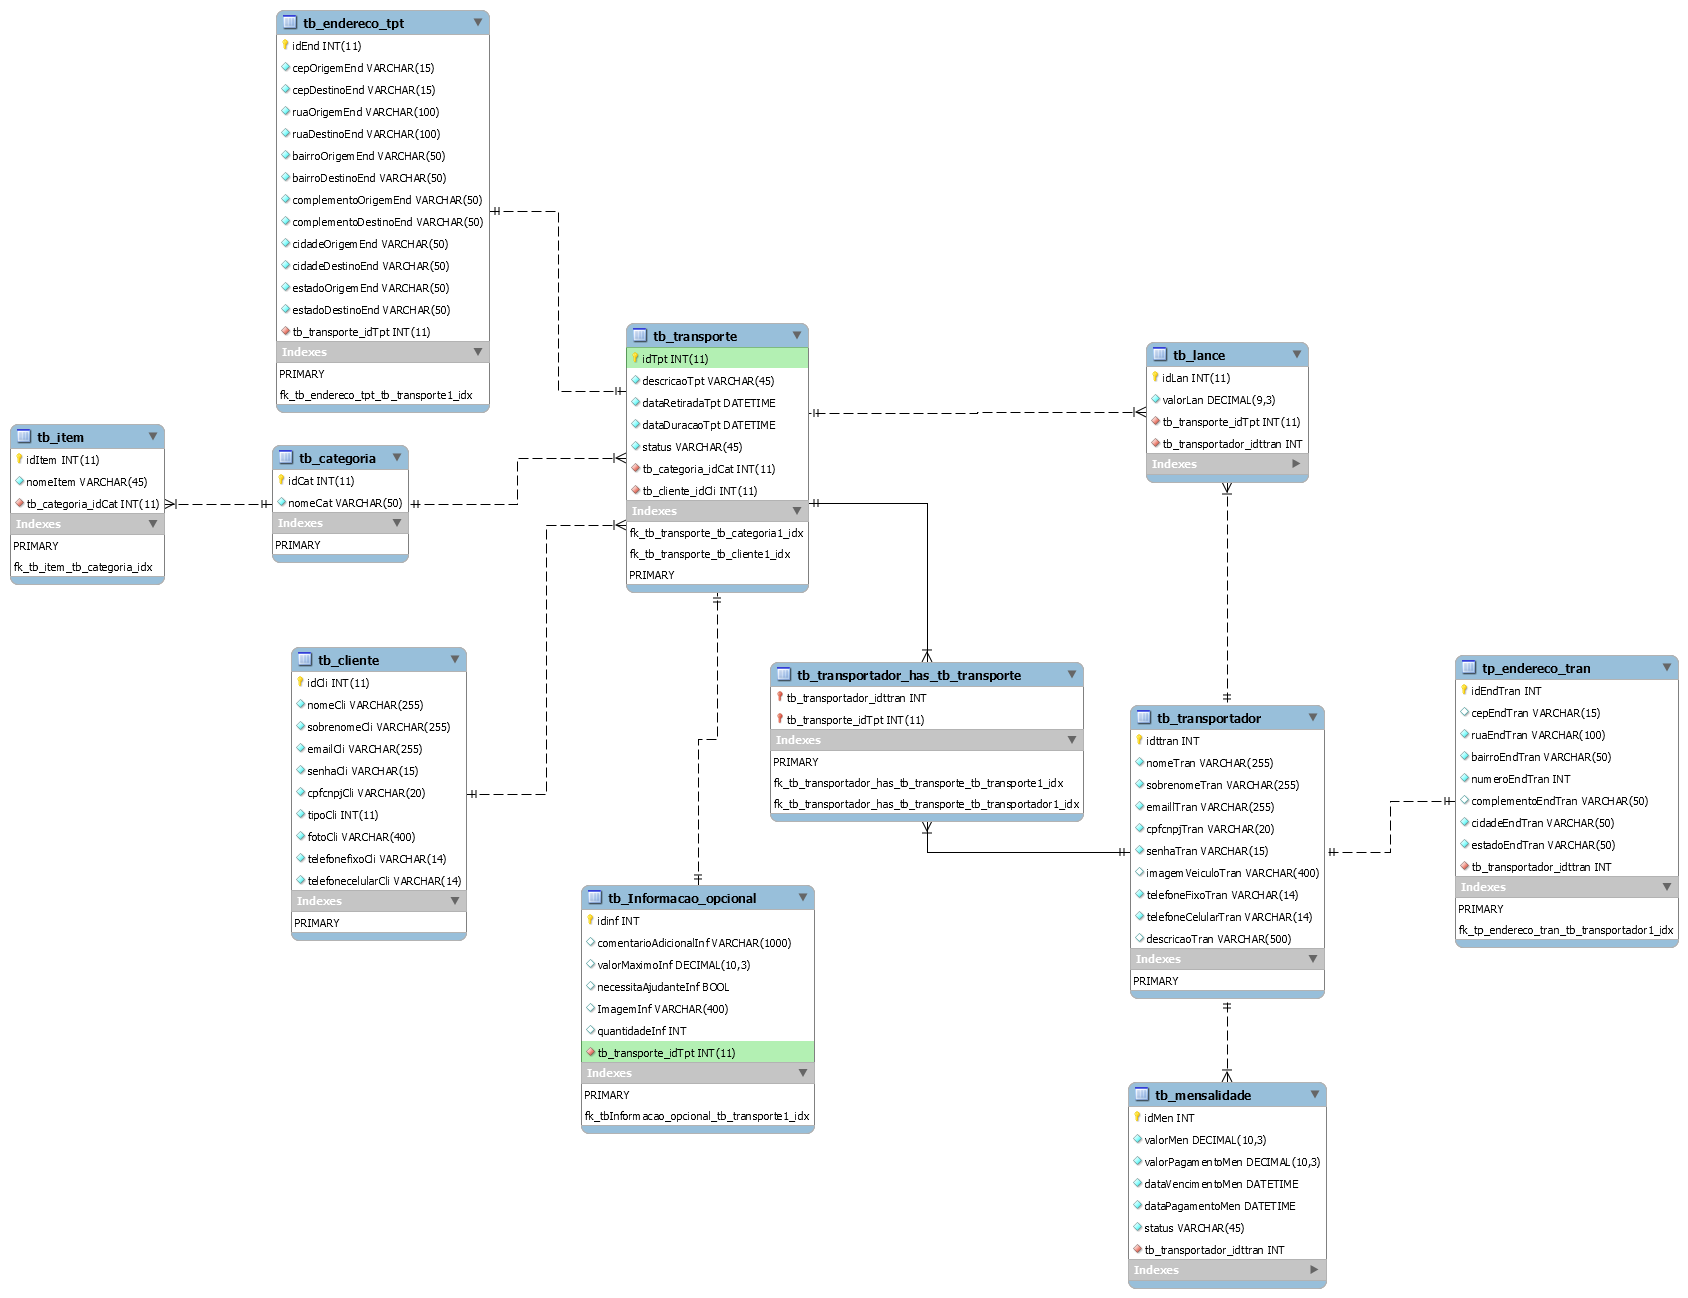 tb_endereco_tpt
idEnd INT(11)
cepOrigemEnd VARCHAR(15)
cepDestinoEnd VARCHAR(15)
ruaOrigemEnd VARCHAR(100)
ruaDestinoEnd VARCHAR(100)
bairroOrigemEnd VARCHAR(50)
bairroDestinoEnd VARCHAR(50)
complementoOrigemEnd VARCHAR(50)
complementoDestinoEnd VARCHAR(50)
cidadeOrigemEnd VARCHAR(50)
cidadeDestinoEnd VARCHAR(50)
estadoOrigemEnd VARCHAR(50)
estadoDestinoEnd VARCHAR(50)
tb_transporte_idTpt INT(11)
Indexes
PRIMARY
fk_tb_endereco_tpt_tb_transporte1_idx
tb_item
idItem INT(11)
nomeItem VARCHAR(45)
tb_categoria_idCat INT(11)
Indexes
PRIMARY
fk_tb_item_tb_categoria_idx
tb_categoria
idCat INT(11)
nomeCat VARCHAR(50)
Indexes
PRIMARY
tb_transporte
idTpt INT(11)
descricaoTpt VARCHAR(45)
dataRetiradaTpt DATETIME
dataDuracaoTpt DATETIME
status VARCHAR(45)
tb_categoria_idCat INT(11)
tb_cliente_idCli INT(11)
Indexes
fk_tb_transporte_tb_categoria1_idx
fk_tb_transporte_tb_cliente1_idx
PRIMARY
tb_lance
idLan INT(11)
valorLan DECIMAL(9,3)
tb_transporte_idTpt INT(11)
tb_transportador_idttran INT
Indexes
tb_cliente
idCli INT(11)
nomeCli VARCHAR(255)
sobrenomeCli VARCHAR(255)
emailCli VARCHAR(255)
senhaCli VARCHAR(15)
cpfcnpjCli VARCHAR(20)
tipoCli INT(11)
fotoCli VARCHAR(400)
telefonefixoCli VARCHAR(14)
telefonecelularCli VARCHAR(14)
Indexes
PRIMARY
tb_transportador_has_tb_transporte
tb_transportador_idttran INT
tb_transporte_idTpt INT(11)
Indexes
PRIMARY
fk_tb_transportador_has_tb_transporte_tb_transporte1_idx
fk_tb_transportador_has_tb_transporte_tb_transportador1_idx
tb_transportador
idttran INT
nomeTran VARCHAR(255)
sobrenomeTran VARCHAR(255)
emailTran VARCHAR(255)
cpfcnpjTran VARCHAR(20)
senhaTran VARCHAR(15)
imagemVeiculoTran VARCHAR(400)
telefoneFixoTran VARCHAR(14)
telefoneCelularTran VARCHAR(14)
descricaoTran VARCHAR(500)
Indexes
PRIMARY
tp_endereco_tran
idEndTran INT
cepEndTran VARCHAR(15)
ruaEndTran VARCHAR(100)
bairroEndTran VARCHAR(50)
numeroEndTran INT
complementoEndTran VARCHAR(50)
cidadeEndTran VARCHAR(50)
estadoEndTran VARCHAR(50)
tb_transportador_idttran INT
Indexes
PRIMARY
fk_tp_endereco_tran_tb_transportador1_idx
tb_Informacao_opcional
idinf INT
comentarioAdicionalInf VARCHAR(1000)
valorMaximoInf DECIMAL(10,3)
necessitaAjudanteInf BOOL
ImagemInf VARCHAR(400)
quantidadeInf INT
tb_transporte_idTpt INT(11)
Indexes
PRIMARY
fk_tbInformacao_opcional_tb_transporte1_idx
tb_mensalidade
idMen INT
valorMen DECIMAL(10,3)
valorPagamentoMen DECIMAL(10,3)
dataVencimentoMen DATETIME
dataPagamentoMen DATETIME
status VARCHAR(45)
tb_transportador_idttran INT
Indexes